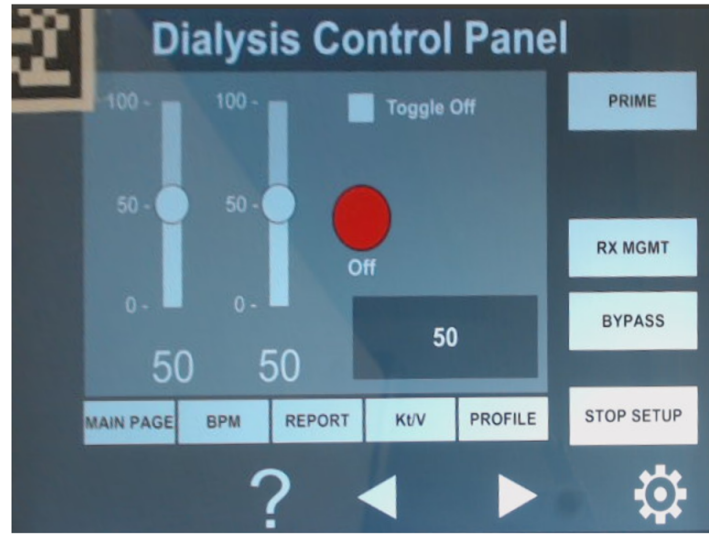 Dialysis Control Panel
100 -
100 -
Toggle Off
PRIME
50 -
50 -
Off
RX MGMT
0 -
0 -
50
BYPASS
50
50
MAIN PAGE
BPM
REPORT
Kt/V
PROFILE
STOP SETUP
?